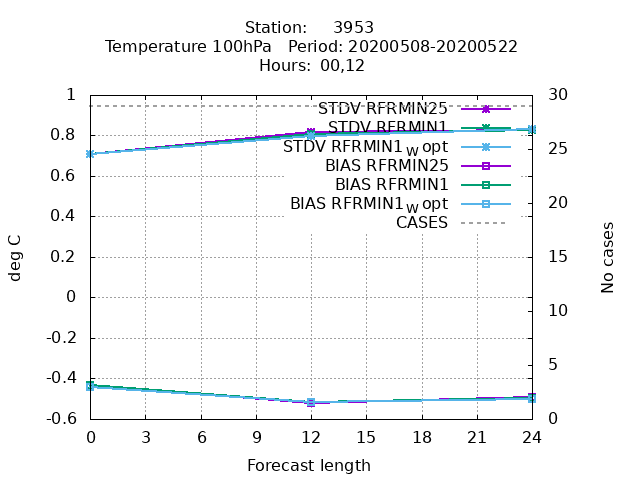 Station: 3953
Temperature 100hPa Period: 20200508-20200522
Hours: 00,12
1
0.8
0.6
0.4
0.2
0
-0.2
-0.4
-0.6
deg C
30
25
20
15
10
5
0
No cases
STDV RFRMIN25
STDV RFRMIN1
STDV RFRMIN1w opt
BIAS RFRMIN25
BIAS RFRMIN1
BIAS RFRMIN1w opt
CASES
0 3 6 9 12 15 18 21 24
Forecast length